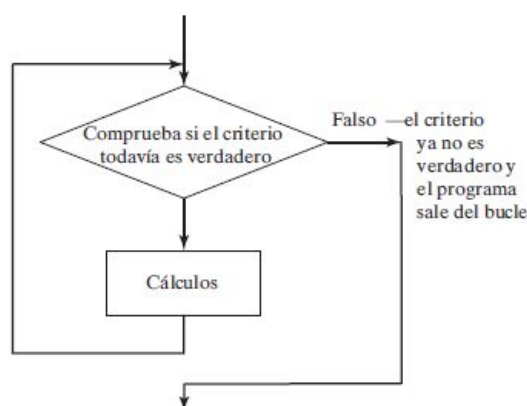 Comprueba si el criterio
todavía es verdadero
Falso —el criterio
ya no es
verdadero y
el programa
sale del bucle
Cálculos